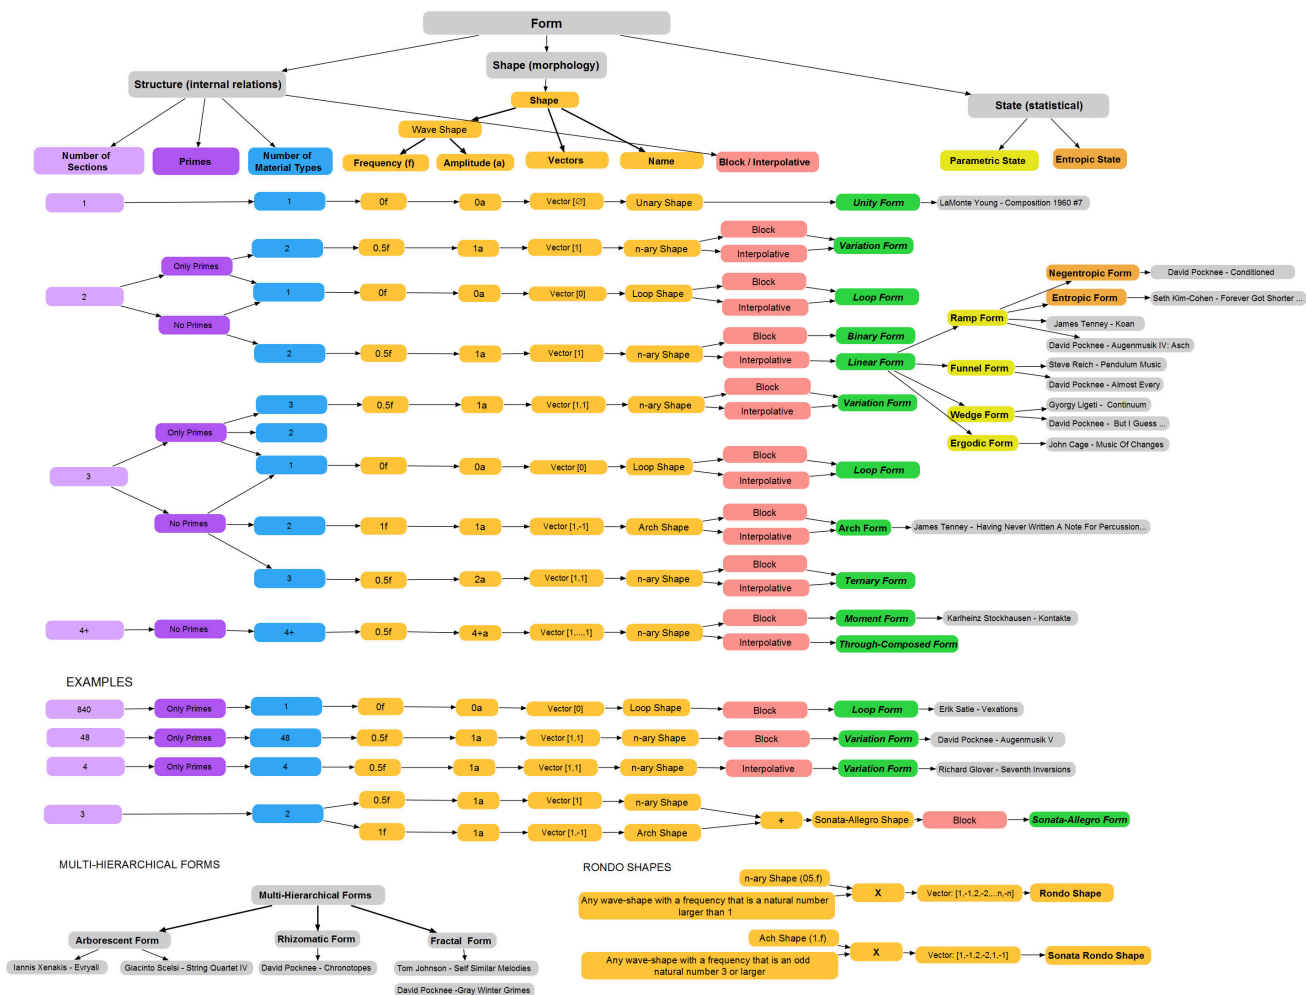 Form
Structure (internal relations)
Shape (morphology)
State (statistical)
Shape
Wave Shape
Number of
Sections
Primes
Number of
Material Types
Frequency (f)
Amplitude (a)
Vectors
Name
Block / Interpolative
Parametric State
Entropic State
1
1
0f
0a
Vector [∅]
Unary Shape
Unity Form
LaMonte Young - Composition 1960 #7
2
Only Primes
No Primes
2
0.5f
1a
Vector [1]
n-ary Shape
Block
Interpolative
Variation Form
1
0f
0a
Vector [0]
Loop Shape
Block
Interpolative
Loop Form
2
0.5f
1a
Vector [1]
n-ary Shape
Block
Interpolative
Binary Form
Linear Form
Ramp Form
Negentropic Form
David Pocknee - Conditioned
Entropic Form
Seth Kim-Cohen - Forever Got Shorter ...
James Tenney - Koan
David Pocknee - Augenmusik IV: Asch
Funnel Form
Steve Reich - Pendulum Music
David Pocknee - Almost Every
Wedge Form
Gyorgy Ligeti - Continuum
David Pocknee - But I Guess ...
Ergodic Form
John Cage - Music Of Changes
3
Only Primes
No Primes
3
0.5f
1a
Vector [1,1]
n-ary Shape
Block
Interpolative
Variation Form
2
1
0f
0a
Vector [0]
Loop Shape
Block
Interpolative
Loop Form
2
1f
1a
Vector [1,-1]
Arch Shape
Block
Interpolative
Arch Form
James Tenney - Having Never Written A Note For Percussion...
3
0.5f
2a
Vector [1,1]
n-ary Shape
Block
Interpolative
Ternary Form
4+
No Primes
4+
0.5f
4+a
Vector [1,....,1]
n-ary Shape
Block
Interpolative
Moment Form
Through-Composed Form
Karlheinz Stockhausen - Kontakte
EXAMPLES
840
Only Primes
1
0f
0a
Vector [0]
Loop Shape
Block
Loop Form
Erik Satie - Vexations
48
Only Primes
48
0.5f
1a
Vector [1,1]
n-ary Shape
Block
Variation Form
David Pocknee - Augenmusik V
4
Only Primes
4
0.5f
1a
Vector [1,1]
n-ary Shape
Interpolative
Variation Form
Richard Glover - Seventh Inversions
3
2
0.5f
1a
Vector [1]
n-ary Shape
1f
1a
Vector [1,-1]
Arch Shape
+
Sonata-Allegro Shape
Block
Sonata-Allegro Form
MULTI-HIERARCHICAL FORMS
Multi-Hierarchical Forms
Arborescent Form
Rhizomatic Form
Fractal Form
Iannis Xenakis - Evryali
Giacinto Scelsi - String Quartet IV
David Pocknee - Chronotopes
Tom Johnson - Self Similar Melodies
David Pocknee -Gray Winter Grimes
RONDO SHAPES
n-ary Shape (05.f)
Any wave-shape with a frequency that is a natural number
larger than 1
X
Vector: [1,-1,2,-2,...n,-n]
Rondo Shape
Ach Shape (1.f)
Any wave-shape with a frequency that is an odd
natural number 3 or larger
X
Vector: [1,-1,2,-2,1,-1]
Sonata Rondo Shape